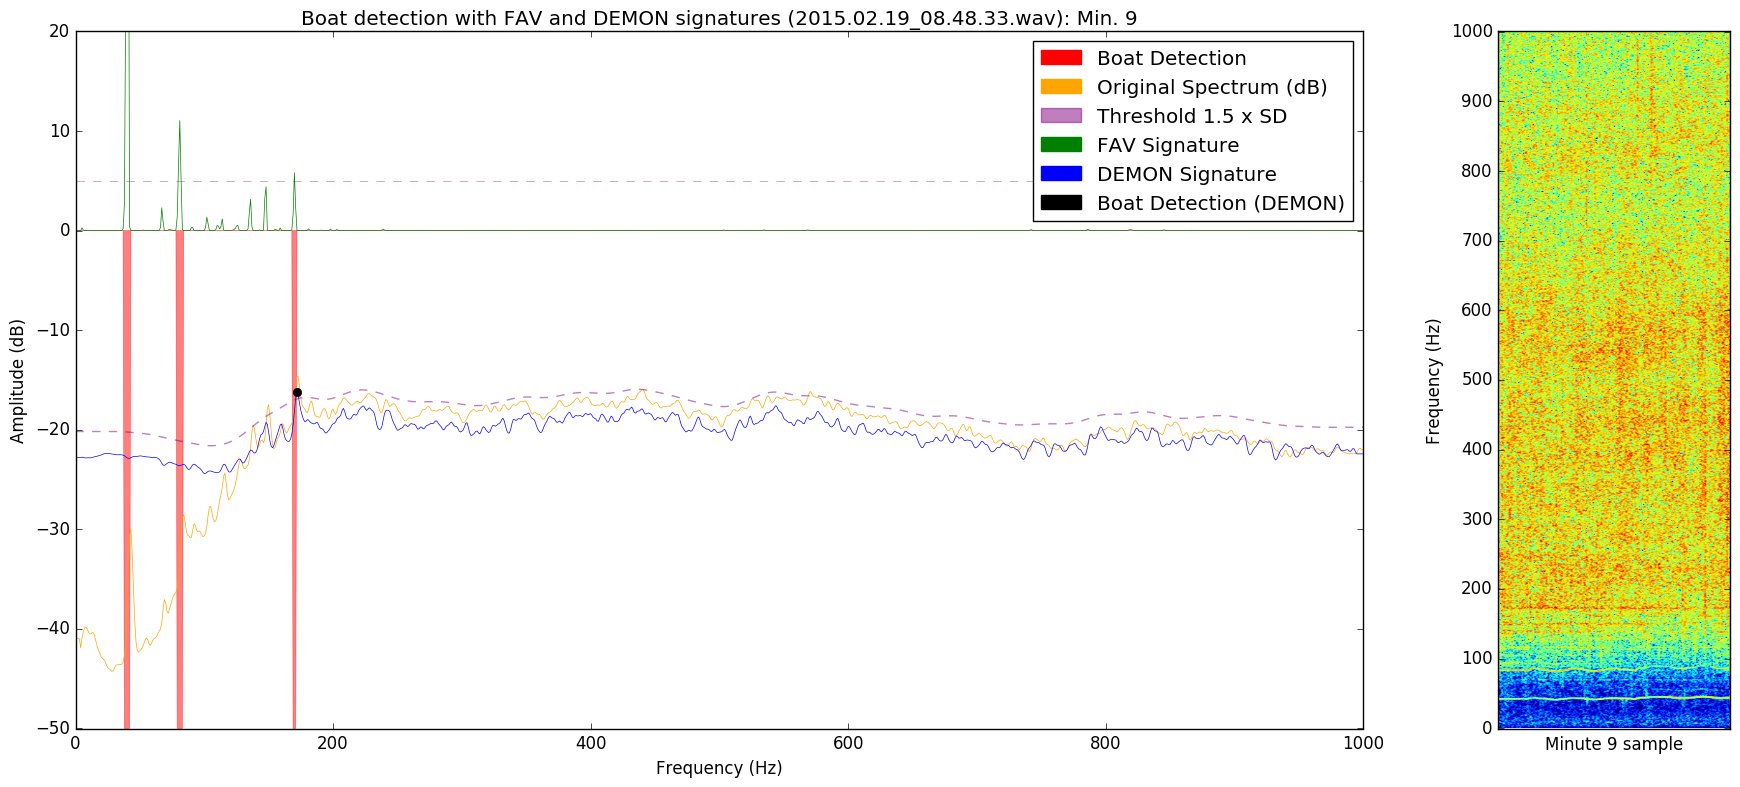 Boat detection with FAV and DEMON signatures (2015.02.19_08.48.33.wav): Min. 9
20
10
0
−10
−20
−30
−40
−50
Amplitude (dB)
0 200 400 600 800 1000
Frequency (Hz)
Boat Detection
Original Spectrum (dB)
Threshold 1.5 x SD
FAV Signature
DEMON Signature
Boat Detection (DEMON)
1000
900
800
700
600
500
400
300
200
100
0
Frequency (Hz)
Minute 9 sample